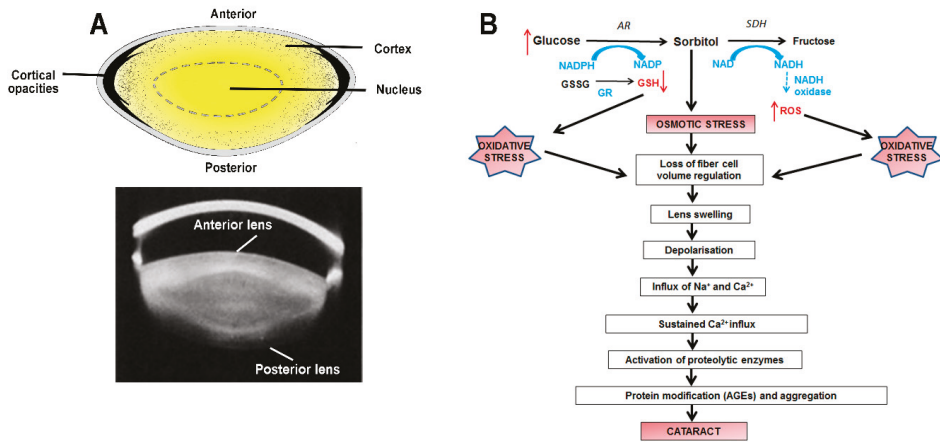 A
Anterior
Cortex
Cortical
opacities
Nucleus
Posterior
Anterior lens
Posterior lens
B
AR
SDH
↑ Glucose
Sorbitol
Fructose
NADPH
NADP
NAD
NADH
GSSG
GR
GSH ↓
NADH
oxidase
↑ ROS
OSMOTIC STRESS
OXIDATIVE
STRESS
OXIDATIVE
STRESS
Loss of fiber cell
volume regulation
Lens swelling
Depolarisation
Influx of Na⁺ and Ca²⁺
Sustained Ca²⁺ influx
Activation of proteolytic enzymes
Protein modification (AGEs) and aggregation
CATARACT